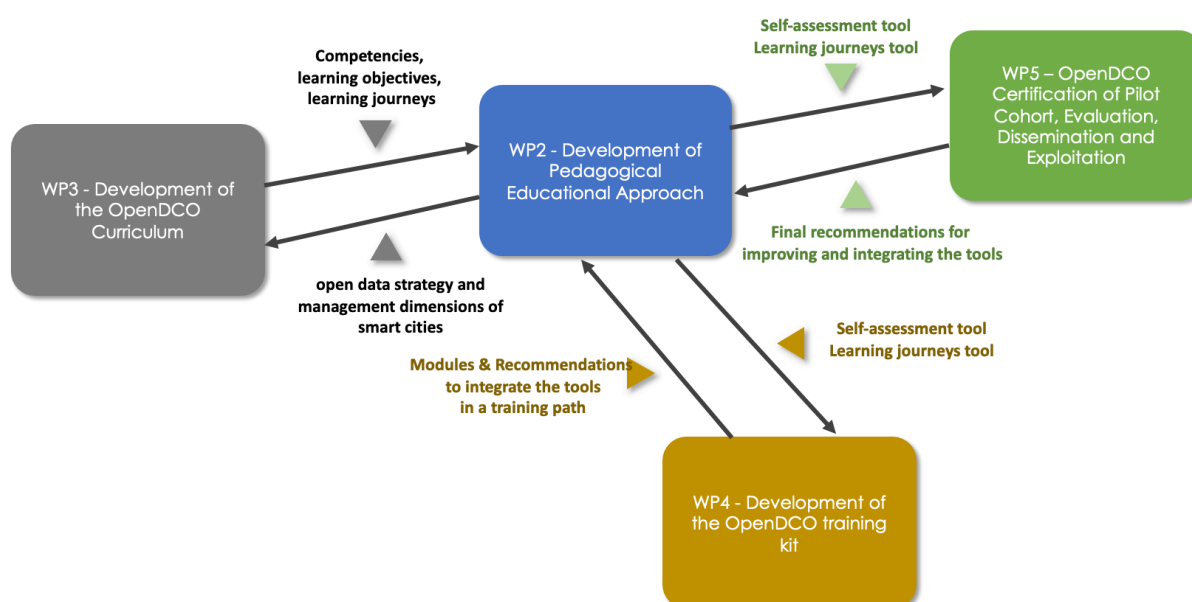 Self-assessment tool
Learning journeys tool
Competencies,
learning objectives,
learning journeys
WP5 – OpenDCO
Certification of Pilot
Cohort, Evaluation,
Dissemination and
Exploitation
WP2 - Development of
Pedagogical
Educational Approach
WP3 - Development of
the OpenDCO
Curriculum
Final recommendations for
improving and integrating the tools
open data strategy and
management dimensions of
smart cities
Self-assessment tool
Learning journeys tool
Modules & Recommendations
to integrate the tools
in a training path
WP4 - Development of
the OpenDCO training
kit